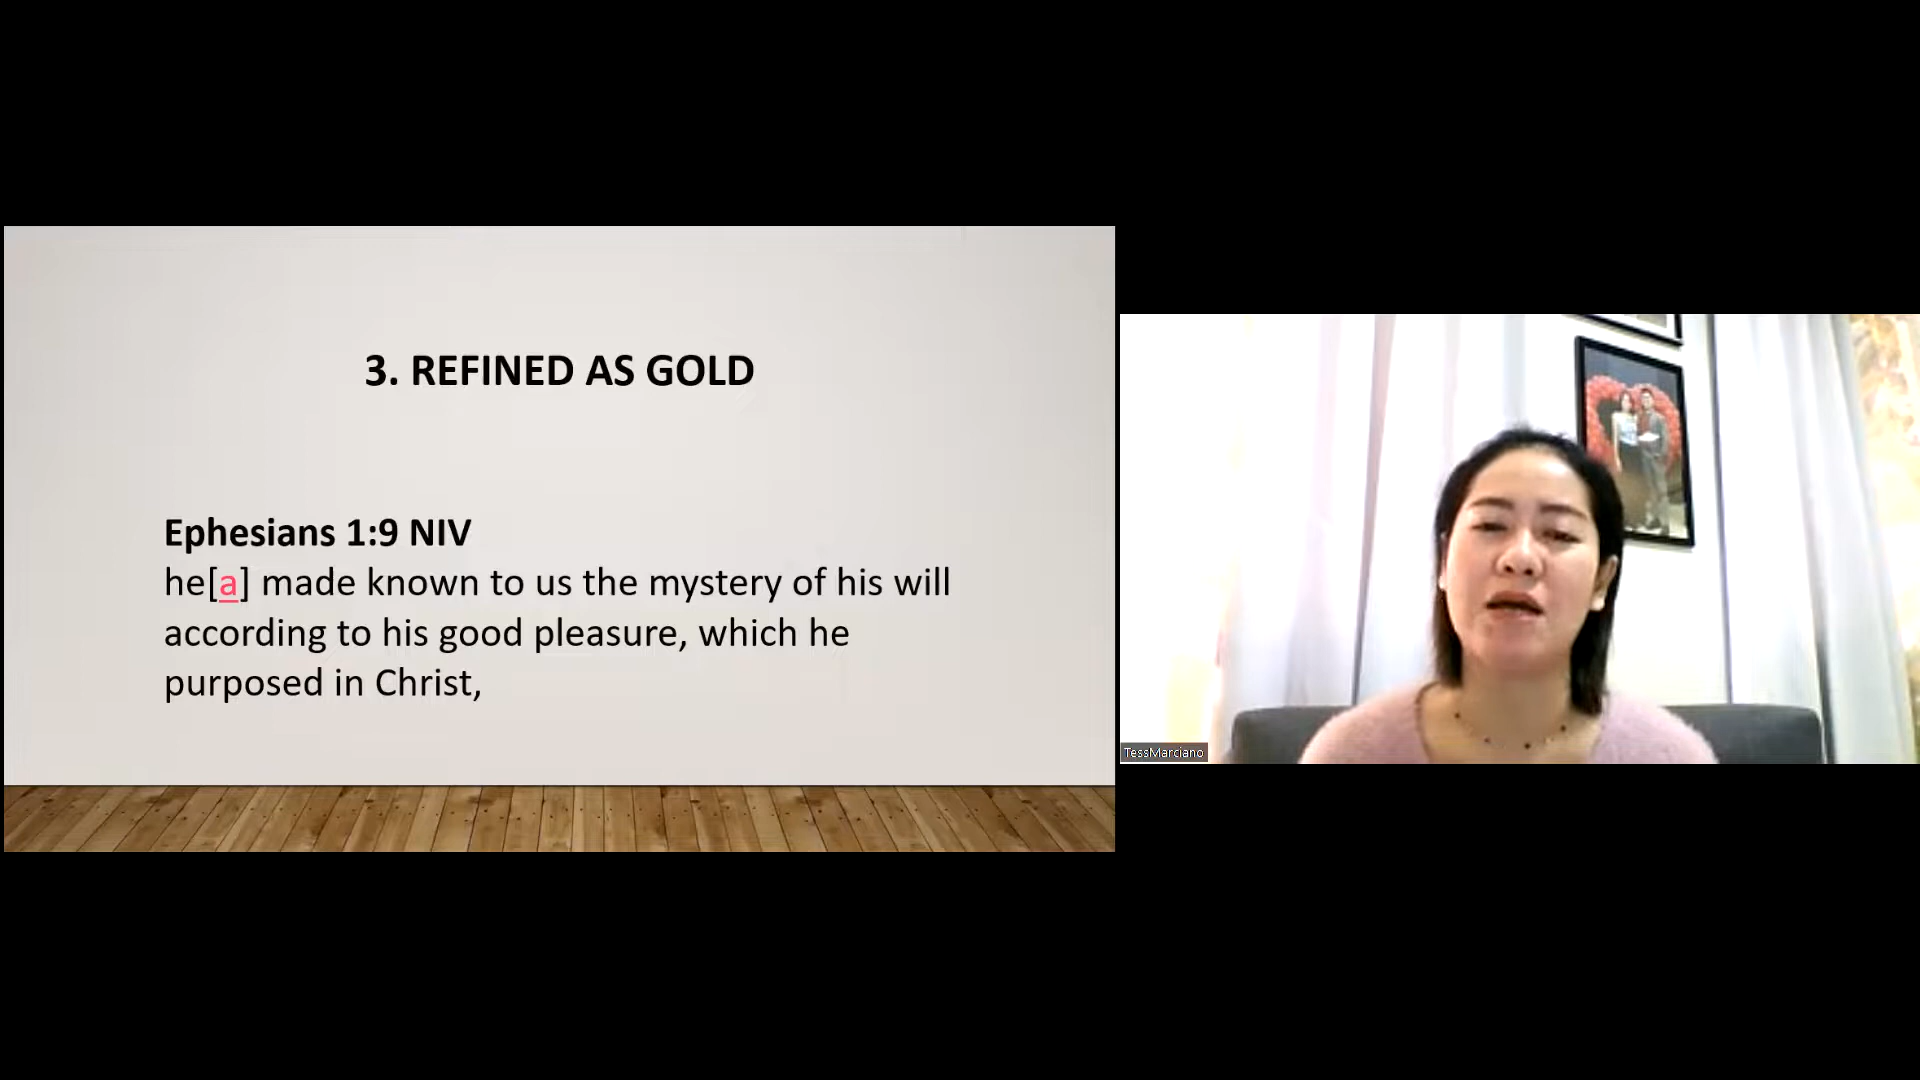 3. REFINED AS GOLD
Ephesians 1:9 NIV
he[a] made known to us the mystery of his will
according to his good pleasure, which he
purposed in Christ,
TessMarciano